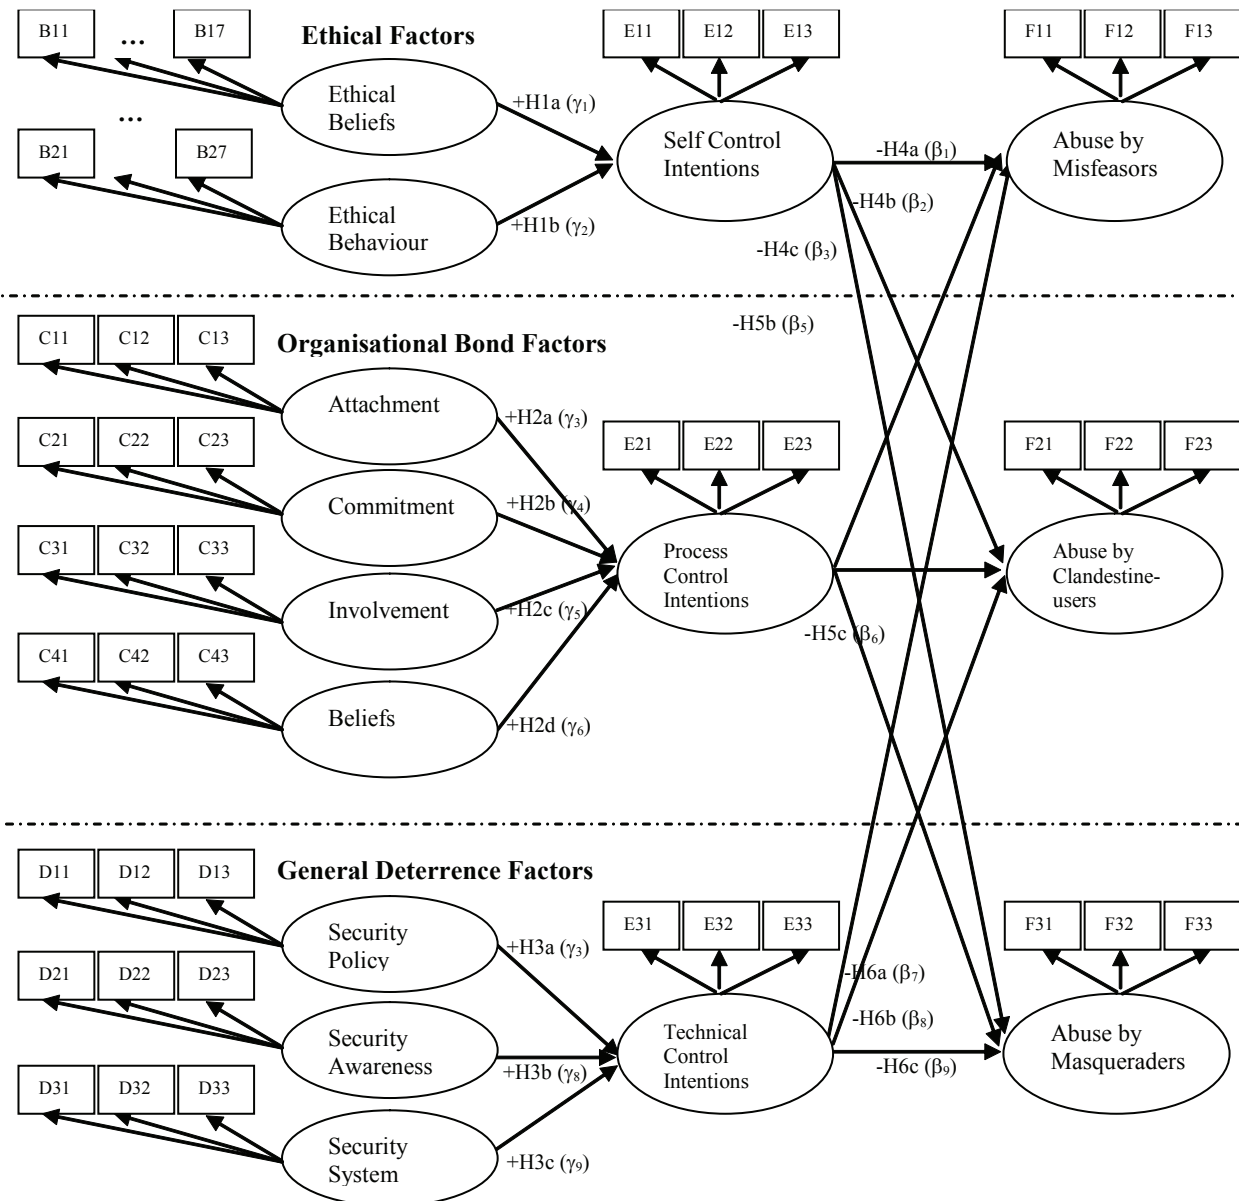 B11 ... B17
Ethical Factors
E11 E12 E13
F11 F12 F13
Ethical
Beliefs
+H1a (γ1)
...
B21 B27
Self Control
Intentions
-H4a (β1)
Abuse by
Misfeasors
Ethical
Behaviour
+H1b (γ2)
-H4b (β2)
-H4c (β3)
-H5b (β5)
C11 C12 C13
Organisational Bond Factors
Attachment
+H2a (γ3)
C21 C22 C23
E21 E22 E23
F21 F22 F23
Commitment
+H2b (γ4)
C31 C32 C33
Process
Control
Intentions
Abuse by
Clandestine-
users
Involvement
+H2c (γ5)
-H5c (β6)
C41 C42 C43
Beliefs
+H2d (γ6)
D11 D12 D13
General Deterrence Factors
E31 E32 E33
F31 F32 F33
Security
Policy
+H3a (γ3)
D21 D22 D23
-H6a (β7)
-H6b (β8)
Security
Awareness
+H3b (γ8)
Technical
Control
Intentions
-H6c (β9)
Abuse by
Masqueraders
D31 D32 D33
Security
System
+H3c (γ9)